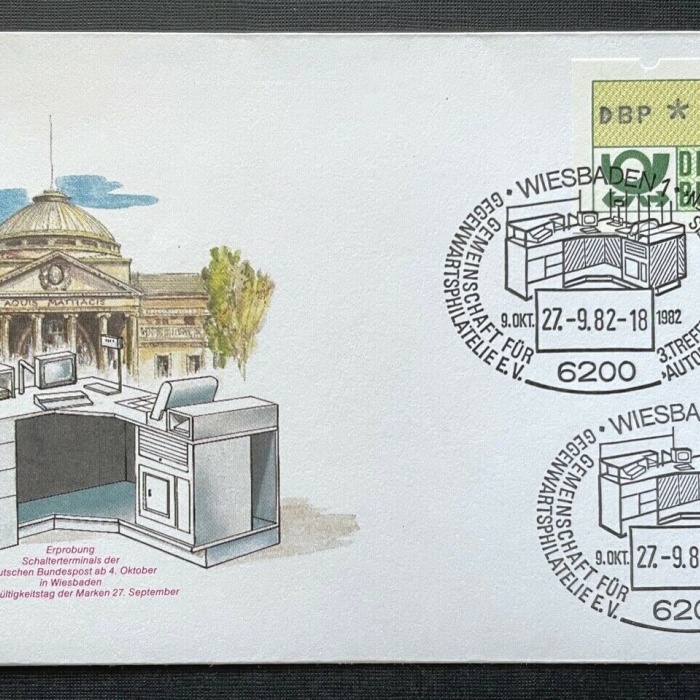 DBP *
AQUIS MATTIACIS
WIESBADEN 1
GEMEINSCHAFT FÜR
GEGENWARTSPHILATELIE E.V.
9. OKT. 27.-9.82-18 1982
3. TREFF
›AUTO
6200
WIESBA
GEMEINSCHAFT FÜR
GEGENWARTSPHILATELIE E.V.
9. OKT. 27.-9.8
620
Erprobung
Schalterterminals der
utschen Bundespost ab 4. Oktober
in Wiesbaden
ültigkeitstag der Marken 27. September